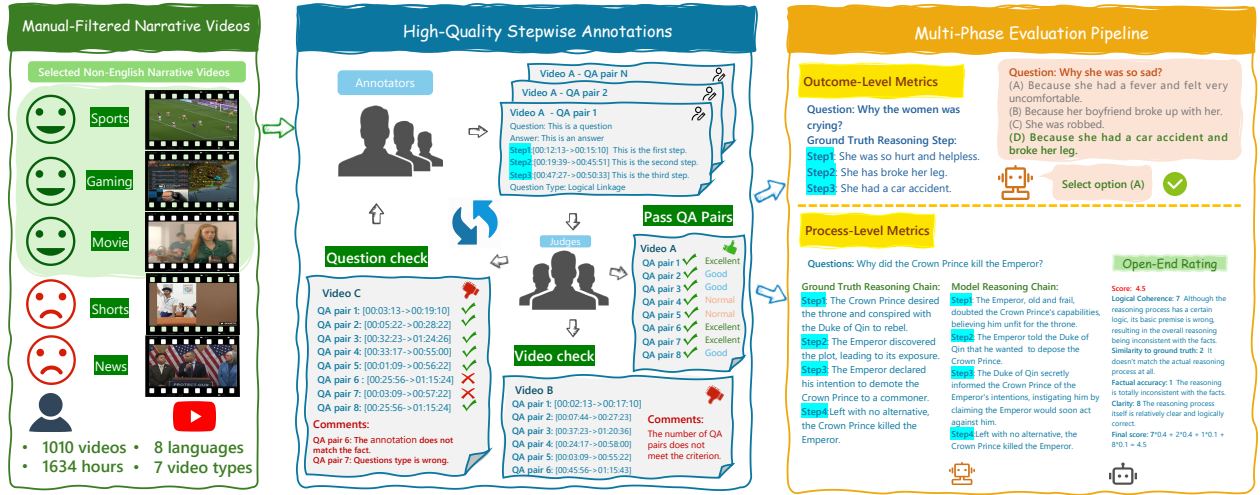 Manual-Filtered Narrative Videos
Selected Non-English Narrative Videos
Sports
Gaming
Movie
Shorts
News
• 1010 videos • 8 languages
• 1634 hours • 7 video types
High-Quality Stepwise Annotations
Annotators
Video A - QA pair N
Video A - QA pair 2
Video A - QA pair 1
Question: This is a question
Answer: This is an answer
Step1:[00:12:13->00:15:10] This is the first step.
Step2:[00:19:39->00:45:51] This is the second step.
Step3:[00:47:27->00:50:33] This is the third step.
Question Type: Logical Linkage
Judges
Question check
Video C
QA pair 1: [00:03:13->00:19:10]
QA pair 2: [00:05:22->00:28:22]
QA pair 3: [00:32:23->01:24:26]
QA pair 4: [00:33:17->00:55:00]
QA pair 5: [00:01:09->00:56:22]
QA pair 6 : [00:25:56->01:15:24]
QA pair 7: [00:03:09->00:57:22]
QA pair 8: [00:25:56->01:15:24]
Comments:
QA pair 6: The annotation does not
match the fact.
QA pair 7: Questions type is wrong.
Video check
Video B
QA pair 1: [00:02:13->00:17:10]
QA pair 2: [00:07:44->00:27:23]
QA pair 3: [00:37:23->01:20:36]
QA pair 4: [00:24:17->00:58:00]
QA pair 5: [00:03:09->00:55:22]
QA pair 6: [00:45:56->01:15:43]
Comments:
The number of QA
pairs does not
meet the criterion.
Pass QA Pairs
Video A
QA pair 1 Excellent
QA pair 2 Good
QA pair 3 Good
QA pair 4 Normal
QA pair 5 Normal
QA pair 6 Excellent
QA pair 7 Excellent
QA pair 8 Good
Multi-Phase Evaluation Pipeline
Outcome-Level Metrics
Question: Why the women was
crying?
Ground Truth Reasoning Step:
Step1: She was so hurt and helpless.
Step2: She has broke her leg.
Step3: She had a car accident.
Question: Why she was so sad?
(A) Because she had a fever and felt very
uncomfortable.
(B) Because her boyfriend broke up with her.
(C) She was robbed.
(D) Because she had a car accident and
broke her leg.
Select option (A)
Process-Level Metrics
Questions: Why did the Crown Prince kill the Emperor?
Ground Truth Reasoning Chain:
Step1: The Crown Prince desired
the throne and conspired with
the Duke of Qin to rebel.
Step2: The Emperor discovered
the plot, leading to its exposure.
Step3: The Emperor declared
his intention to demote the
Crown Prince to a commoner.
Step4:Left with no alternative,
the Crown Prince killed the
Emperor.
Model Reasoning Chain:
Step1: The Emperor, old and frail,
doubted the Crown Prince's capabilities,
believing him unfit for the throne.
Step2: The Emperor told the Duke of
Qin that he wanted to depose the
Crown Prince.
Step3: The Duke of Qin secretly
informed the Crown Prince of the
Emperor's intentions, instigating him by
claiming the Emperor would soon act
against him.
Step4:Left with no alternative, the
Crown Prince killed the Emperor.
Open-End Rating
Score: 4.5
Logical Coherence: 7 Although the
reasoning process has a certain
logic, its basic premise is wrong,
resulting in the overall reasoning
being inconsistent with the facts.
Similarity to ground truth: 2 It
doesn't match the actual reasoning
process at all.
Factual accuracy: 1 The reasoning
is totally inconsistent with the facts.
Clarity: 8 The reasoning process
itself is relatively clear and logically
correct.
Final score: 7*0.4 + 2*0.4 + 1*0.1 +
8*0.1 = 4.5